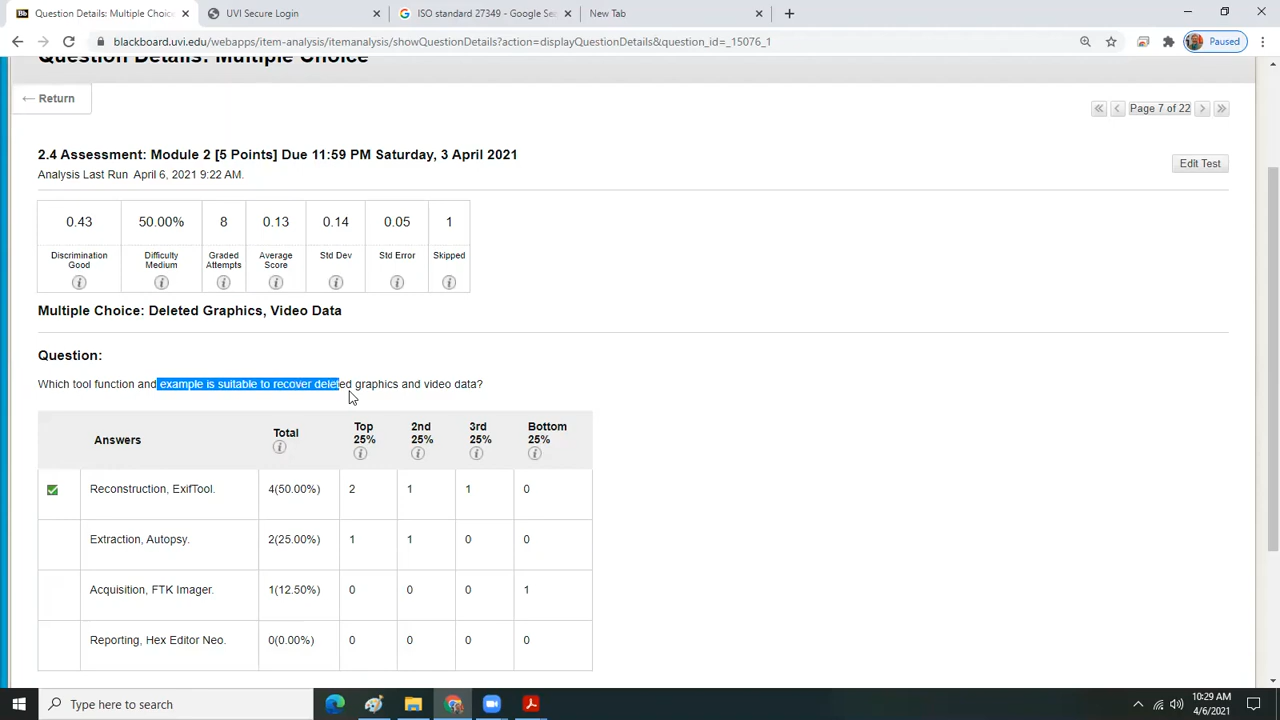 Question Details: Multiple Choice
UVI Secure Login
ISO standard 27349 - Google Sea
New Tab
blackboard.uvi.edu/webapps/item-analysis/itemanalysis/showQuestionDetails?action=displayQuestionDetails&question_id=_15076_1
Paused
Question Details: Multiple Choice
← Return
Page 7 of 22
2.4 Assessment: Module 2 [5 Points] Due 11:59 PM Saturday, 3 April 2021
Edit Test
Analysis Last Run April 6, 2021 9:22 AM.
0.43 50.00% 8 0.13 0.14 0.05 1
Discrimination Difficulty Graded Average Std Dev Std Error Skipped
Good Medium Attempts Score
Multiple Choice: Deleted Graphics, Video Data
Question:
Which tool function and example is suitable to recover deleted graphics and video data?
Answers Total Top 25% 2nd 25% 3rd 25% Bottom 25%
Reconstruction, ExifTool. 4(50.00%) 2 1 1 0
Extraction, Autopsy. 2(25.00%) 1 1 0 0
Acquisition, FTK Imager. 1(12.50%) 0 0 0 1
Reporting, Hex Editor Neo. 0(0.00%) 0 0 0 0
Type here to search
10:29 AM
4/6/2021